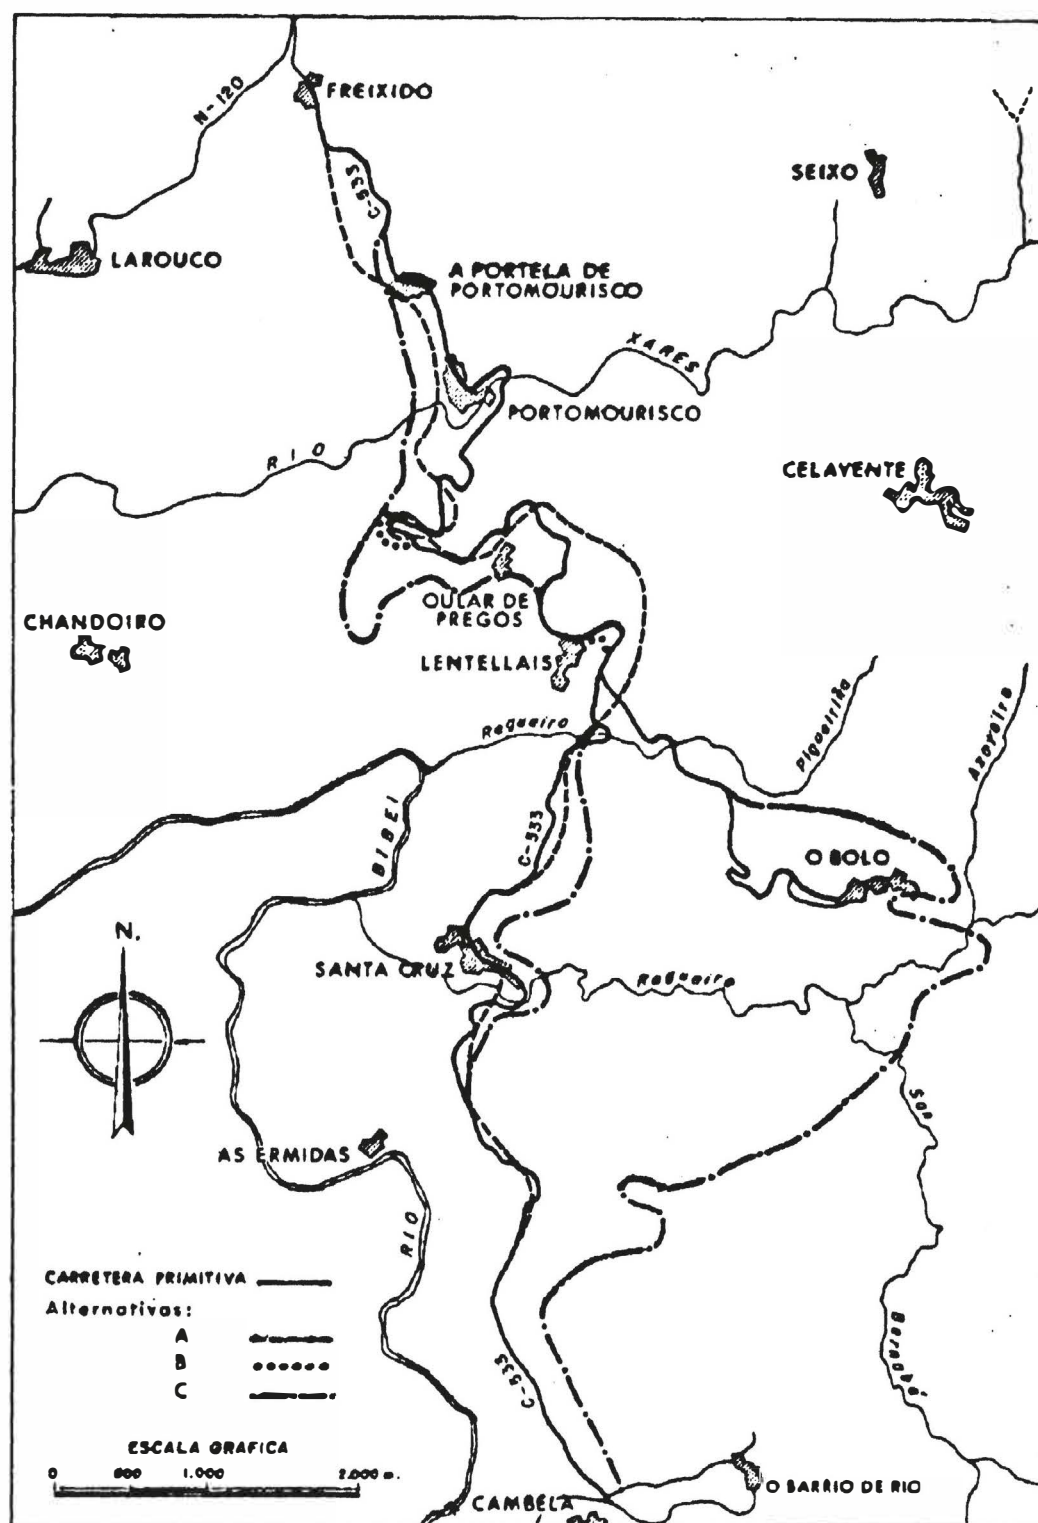 FREIXIDO
N-120
SEIXO
C-533
LAROUCO
A PORTELA DE
PORTOMOURISCO
XARES
PORTOMOURISCO
RIO
CELAVENTE
OULAR DE
PREGOS
CHANDOIRO
LENTELLAIS
Regueiro
Pigueiriña
BIBEI
C-533
O BOLO
N.
SANTA CRUZ
Regueiro
AS ERMIDAS
RIO
CARRETERA PRIMITIVA
Alternativas:
A
B
C
C-533
ESCALA GRAFICA
0 1.000 2.000 m.
CAMBELA
O BARRIO DE RIO